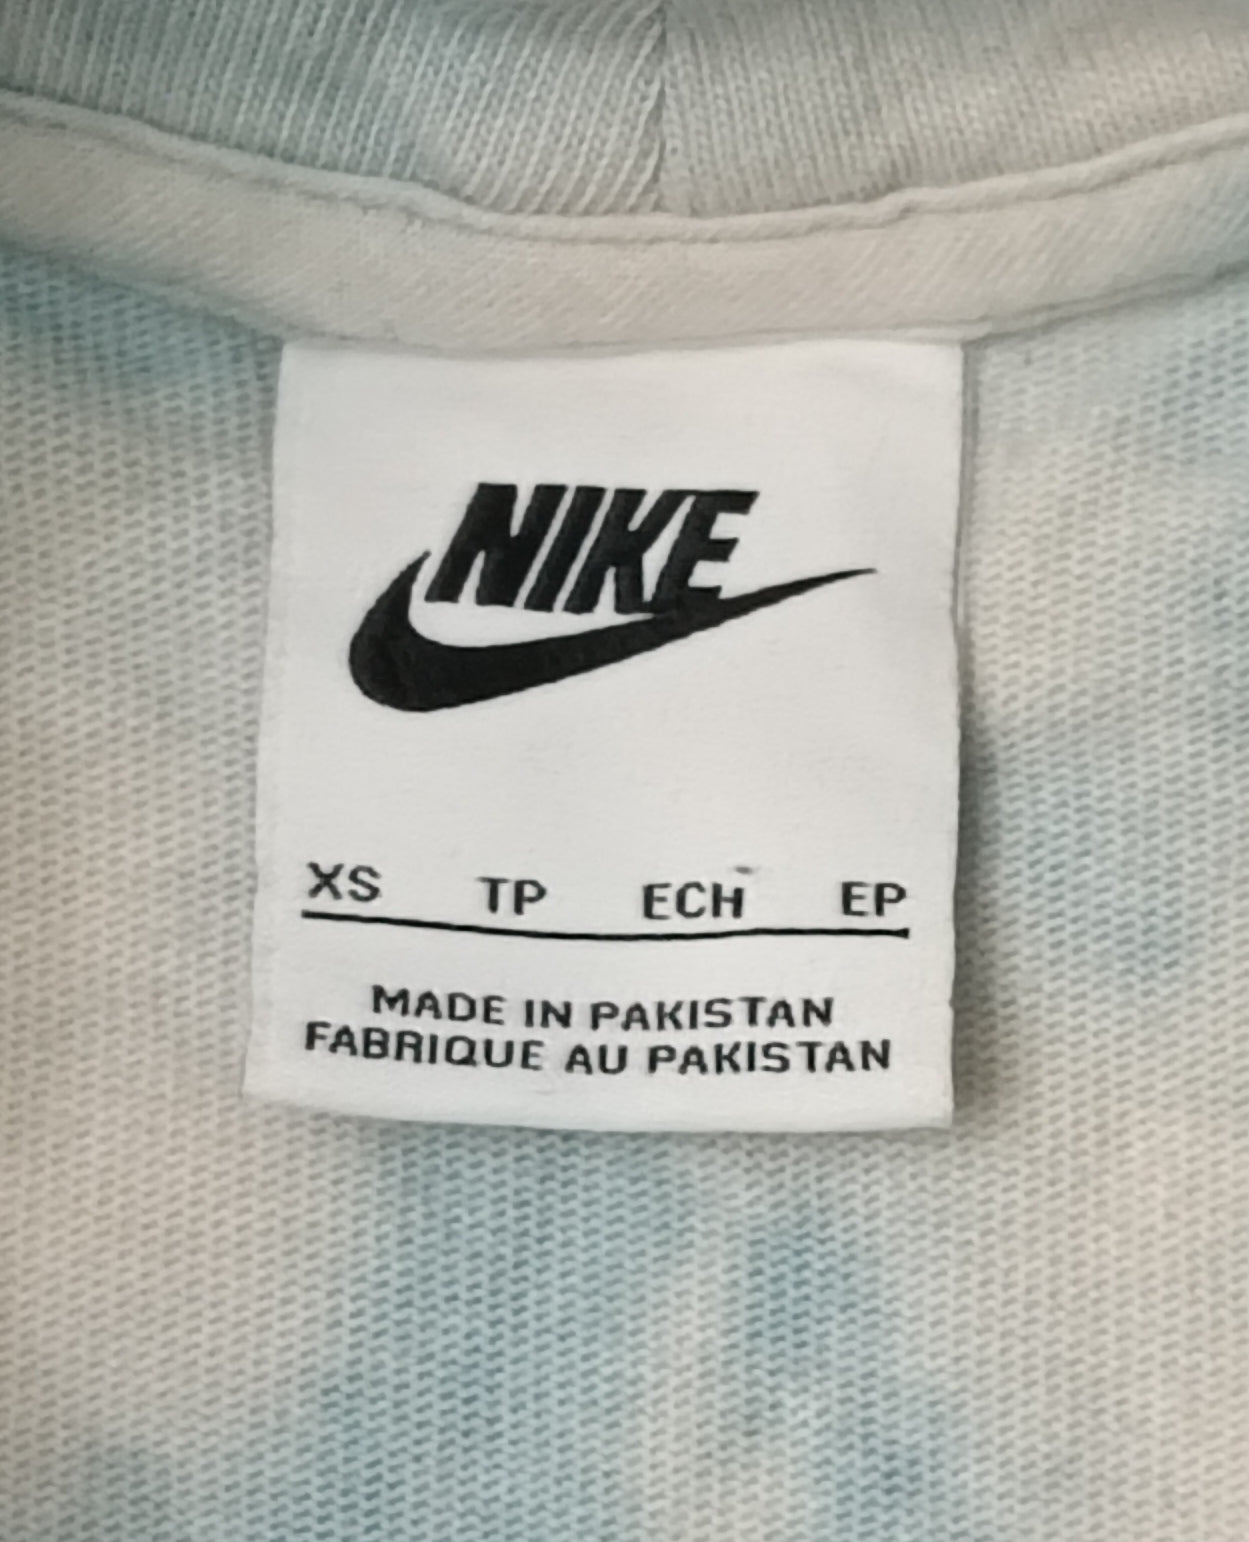 NIKE
XS TP ECH EP
MADE IN PAKISTAN
FABRIQUE AU PAKISTAN